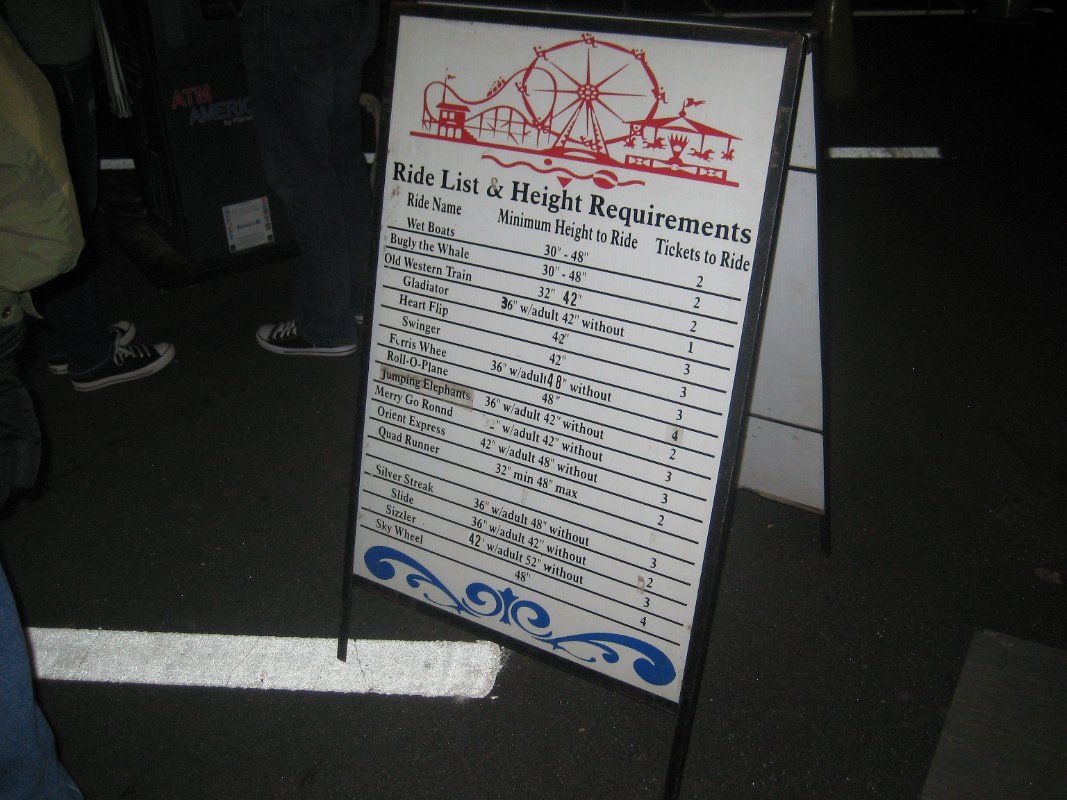 ATM
AMERIC
Ride List & Height Requirements
Ride Name Minimum Height to Ride Tickets to Ride
Wet Boats 30" - 48" 2
Bugly the Whale 30" - 48" 2
Old Western Train 32" 42" 2
Gladiator 36" w/adult 42" without 1
Heart Flip 42" 3
Swinger 42" 3
Ferris Whee 36" w/adult 48" without 3
Roll-O-Plane 48" 4
Jumping Elephants 36" w/adult 42" without 2
Merry Go Ronnd 32" w/adult 42" without 3
Orient Express 42" w/adult 48" without 3
Quad Runner 32" min 48" max 2
Silver Streak 36" w/adult 48" without 3
Slide 36" w/adult 42" without 2
Sizzler 42" w/adult 52" without 3
Sky Wheel 48" 4